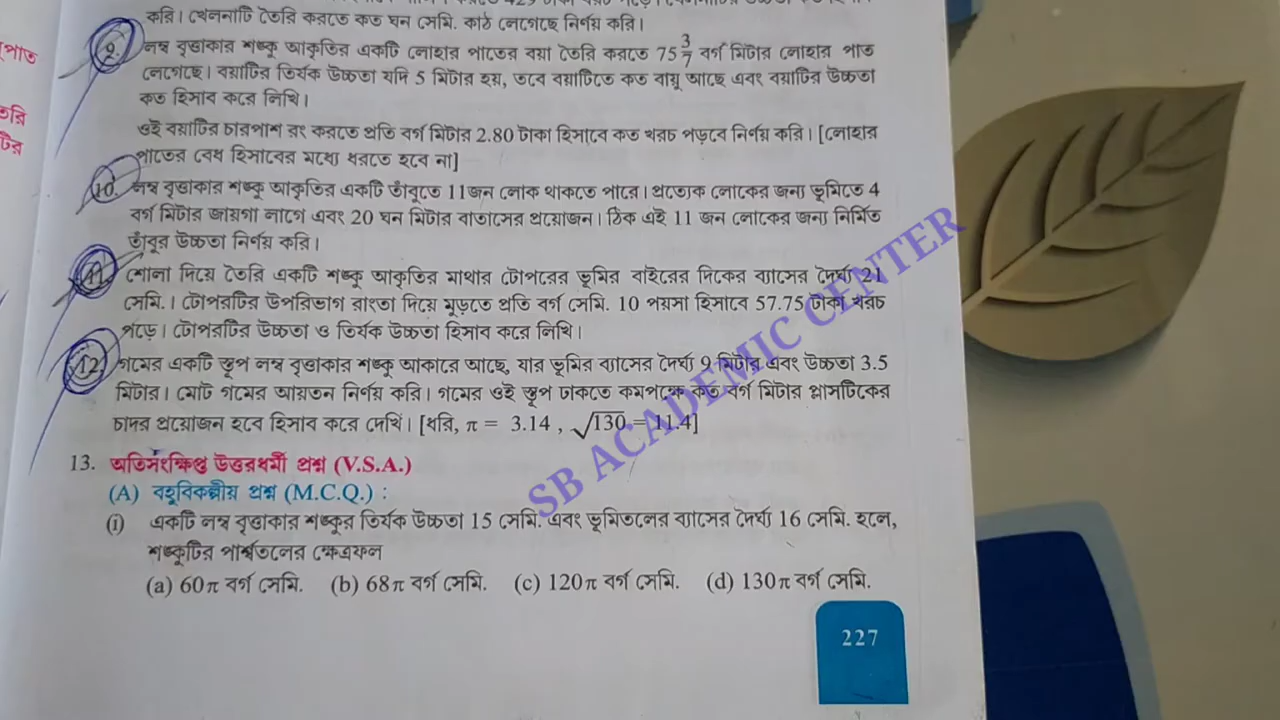 করি। খেলনাটি তৈরি করতে কত ঘন সেমি. কাঠ লেগেছে নির্ণয় করি।
9. লম্ব বৃত্তাকার শঙ্কু আকৃতির একটি লোহার পাতের বয়া তৈরি করতে 75 3/7 বর্গ মিটার লোহার পাত
লেগেছে। বয়াটির তির্যক উচ্চতা যদি 5 মিটার হয়, তবে বয়াটিতে কত বায়ু আছে এবং বয়াটির উচ্চতা
কত হিসাব করে লিখি।
ওই বয়াটির চারপাশ রং করতে প্রতি বর্গ মিটার 2.80 টাকা হিসাবে কত খরচ পড়বে নির্ণয় করি। [লোহার
পাতের বেধ হিসাবের মধ্যে ধরতে হবে না]
10. লম্ব বৃত্তাকার শঙ্কু আকৃতির একটি তাঁবুতে 11জন লোক থাকতে পারে। প্রত্যেক লোকের জন্য ভূমিতে 4
বর্গ মিটার জায়গা লাগে এবং 20 ঘন মিটার বাতাসের প্রয়োজন। ঠিক এই 11 জন লোকের জন্য নির্মিত
তাঁবুর উচ্চতা নির্ণয় করি।
11. শোলা দিয়ে তৈরি একটি শঙ্কু আকৃতির মাথার টোপরের ভূমির বাইরের দিকের ব্যাসের দৈর্ঘ্য 21
সেমি.। টোপরটির উপরিভাগ রাংতা দিয়ে মুড়তে প্রতি বর্গ সেমি. 10 পয়সা হিসাবে 57.75 টাকা খরচ
পড়ে। টোপরটির উচ্চতা ও তির্যক উচ্চতা হিসাব করে লিখি।
12. গমের একটি স্তূপ লম্ব বৃত্তাকার শঙ্কু আকারে আছে, যার ভূমির ব্যাসের দৈর্ঘ্য 9 মিটার এবং উচ্চতা 3.5
মিটার। মোট গমের আয়তন নির্ণয় করি। গমের ওই স্তূপ ঢাকতে কমপক্ষে কত বর্গ মিটার প্লাসটিকের
চাদর প্রয়োজন হবে হিসাব করে দেখি। [ধরি, π = 3.14 , √130 = 11.4]
13. অতিসংক্ষিপ্ত উত্তরধর্মী প্রশ্ন (V.S.A.)
(A) বহুবিকল্পীয় প্রশ্ন (M.C.Q.) :
(i) একটি লম্ব বৃত্তাকার শঙ্কুর তির্যক উচ্চতা 15 সেমি. এবং ভূমিতলের ব্যাসের দৈর্ঘ্য 16 সেমি. হলে,
শঙ্কুটির পার্শ্বতলের ক্ষেত্রফল
(a) 60π বর্গ সেমি. (b) 68π বর্গ সেমি. (c) 120π বর্গ সেমি. (d) 130π বর্গ সেমি.
227
SB ACADEMIC CENTER